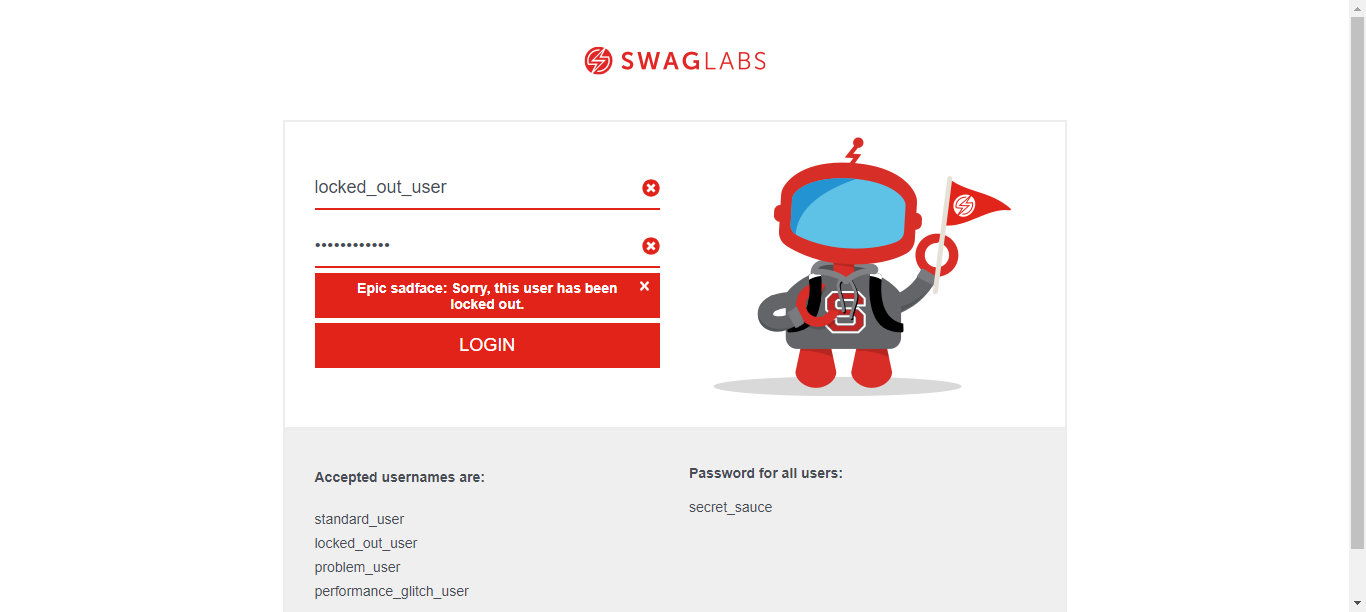 SWAGLABS
locked_out_user
••••••••••••
Epic sadface: Sorry, this user has been
locked out.
LOGIN
S
Accepted usernames are:
standard_user
locked_out_user
problem_user
performance_glitch_user
Password for all users:
secret_sauce